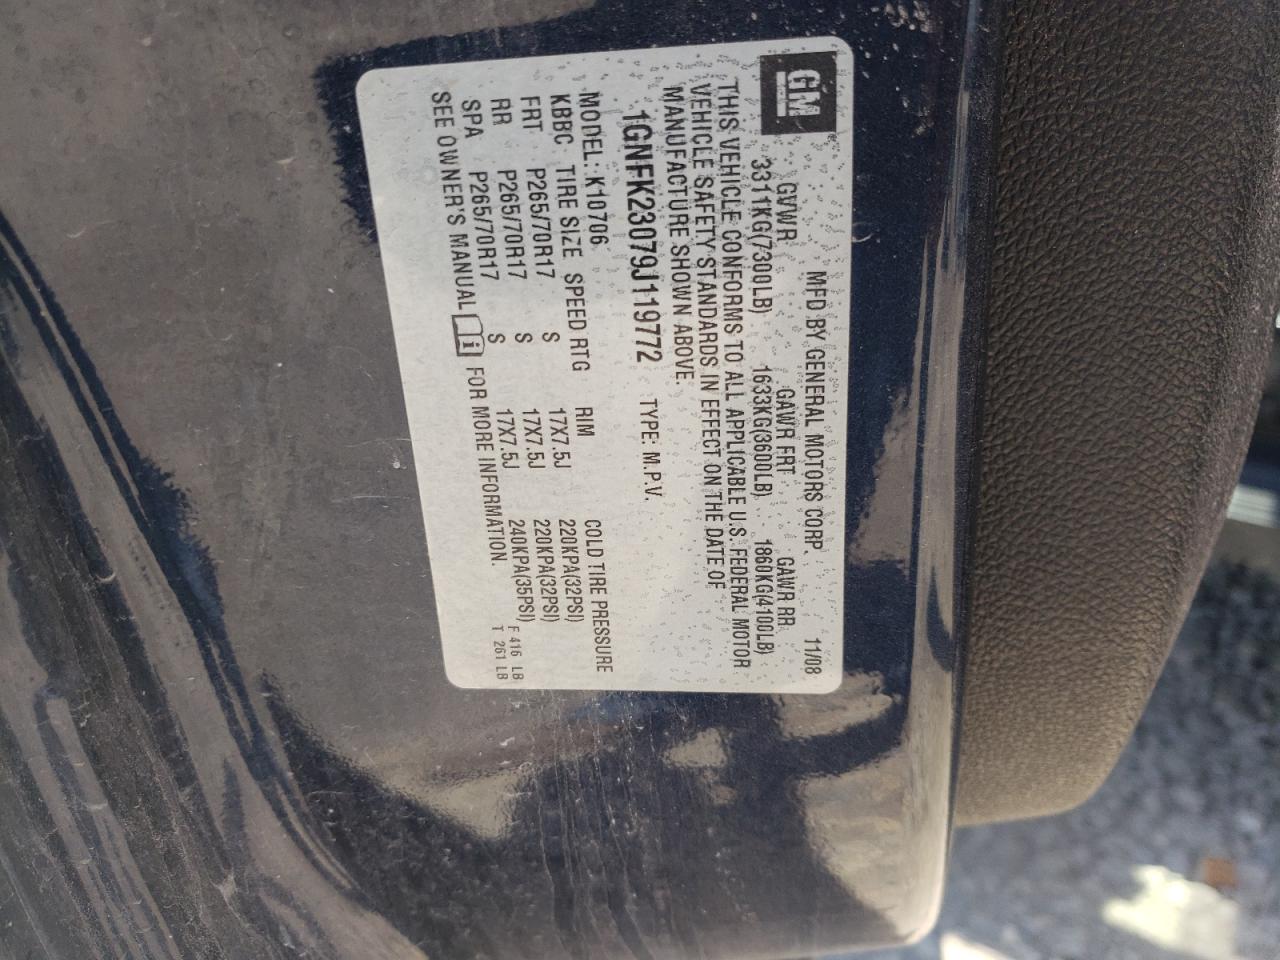 GM
MFD BY GENERAL MOTORS CORP. 11/08
GVWR GAWR FRT GAWR RR
3311KG(7300LB) 1633KG(3600LB) 1860KG(4100LB)
THIS VEHICLE CONFORMS TO ALL APPLICABLE U.S. FEDERAL MOTOR
VEHICLE SAFETY STANDARDS IN EFFECT ON THE DATE OF
MANUFACTURE SHOWN ABOVE.
1GNFK23079J119772 TYPE: M.P.V.
MODEL: K10706 COLD TIRE PRESSURE
KBBC TIRE SIZE SPEED RTG RIM
FRT P265/70R17 S 17X7.5J 220KPA(32PSI)
RR P265/70R17 S 17X7.5J 220KPA(32PSI)
SPA P265/70R17 S 17X7.5J 240KPA(35PSI)
SEE OWNER'S MANUAL i FOR MORE INFORMATION.
F 416 LB
T 261 LB